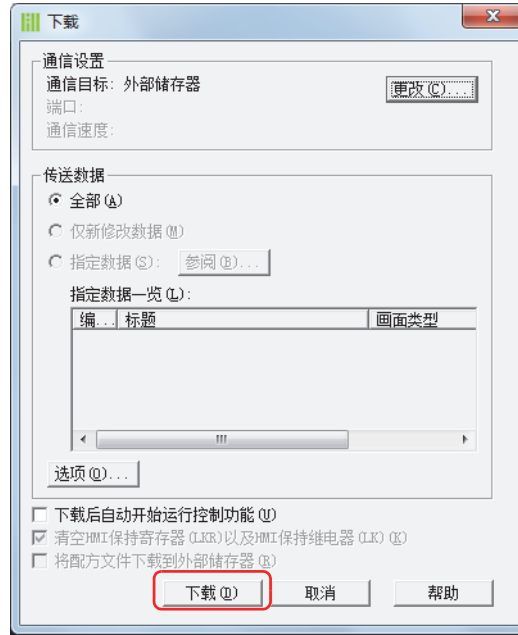 下载
通信设置
通信目标: 外部储存器
更改(C)...
端口:
通信速度:
传送数据
全部(A)
仅新修改数据(M)
指定数据(S):
参阅(B)...
指定数据一览(L):
编... 标题 画面类型
选项(O)...
下载后自动开始运行控制功能(U)
清空HMI保持寄存器(LKR)以及HMI保持继电器(LK)(K)
将配方文件下载到外部储存器(R)
下载(D) 取消 帮助